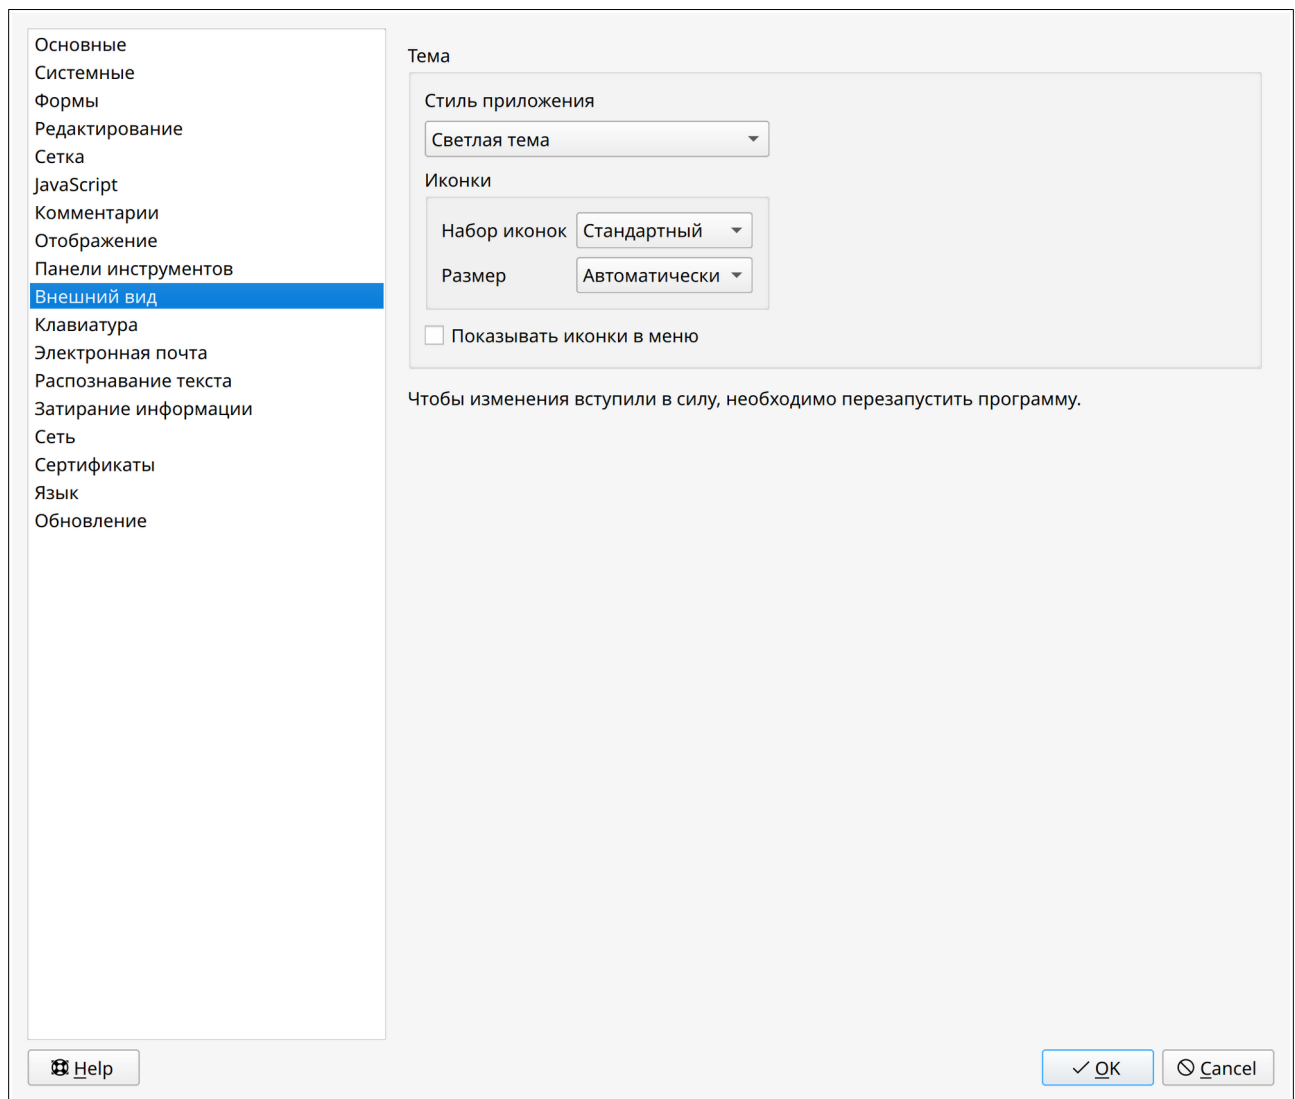 Основные
Системные
Формы
Редактирование
Сетка
JavaScript
Комментарии
Отображение
Панели инструментов
Внешний вид
Клавиатура
Электронная почта
Распознавание текста
Затирание информации
Сеть
Сертификаты
Язык
Обновление
Тема
Стиль приложения
Светлая тема
Иконки
Набор иконок Стандартный
Размер Автоматически
Показывать иконки в меню
Чтобы изменения вступили в силу, необходимо перезапустить программу.
Help OK Cancel